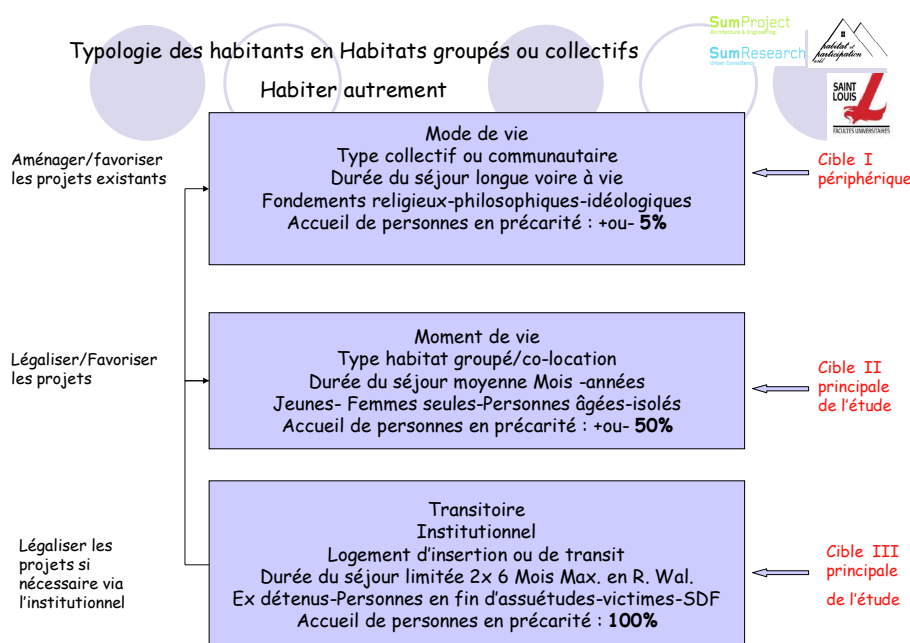 SumProject
Architecture & Engineering
SumResearch
Urban Consultancy
habitat et
participation
asbl
SAINT
LOUIS
FACULTES UNIVERSITAIRES
Typologie des habitants en Habitats groupés ou collectifs
Habiter autrement
Aménager/favoriser
les projets existants
Mode de vie
Type collectif ou communautaire
Durée du séjour longue voire à vie
Fondements religieux-philosophiques-idéologiques
Accueil de personnes en précarité : +ou- 5%
Cible I
périphérique
Légaliser/Favoriser
les projets
Moment de vie
Type habitat groupé/co-location
Durée du séjour moyenne Mois -années
Jeunes- Femmes seules-Personnes âgées-isolés
Accueil de personnes en précarité : +ou- 50%
Cible II
principale
de l'étude
Légaliser les
projets si
nécessaire via
l'institutionnel
Transitoire
Institutionnel
Logement d'insertion ou de transit
Durée du séjour limitée 2x 6 Mois Max. en R. Wal.
Ex détenus-Personnes en fin d'assuétudes-victimes-SDF
Accueil de personnes en précarité : 100%
Cible III
principale
de l'étude